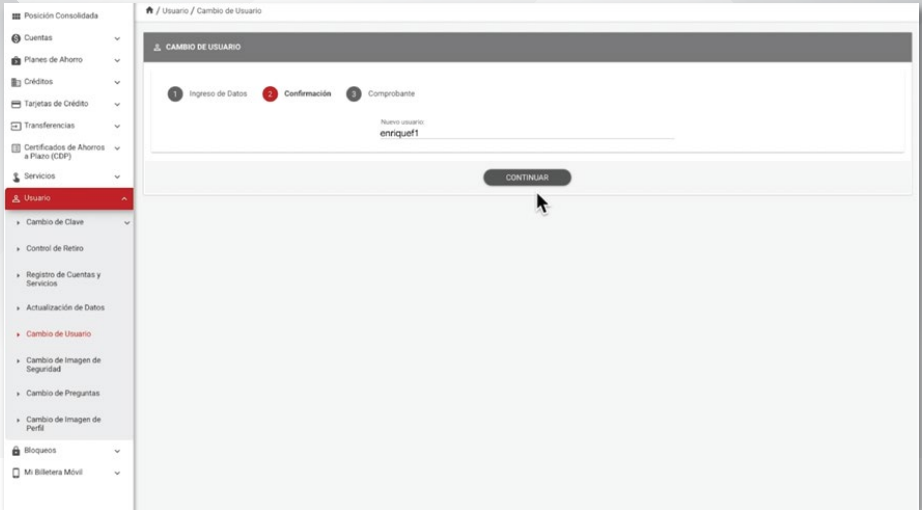 Posición Consolidada
Cuentas
Planes de Ahorro
Créditos
Tarjetas de Crédito
Transferencias
Certificados de Ahorros
a Plazo (CDP)
Servicios
Usuario
Cambio de Clave
Control de Retiro
Registro de Cuentas y
Servicios
Actualización de Datos
Cambio de Usuario
Cambio de Imagen de
Seguridad
Cambio de Preguntas
Cambio de Imagen de
Perfil
Bloqueos
Mi Billetera Móvil
/ Usuario / Cambio de Usuario
CAMBIO DE USUARIO
1 Ingreso de Datos 2 Confirmación 3 Comprobante
Nuevo usuario:
enriquef1
CONTINUAR